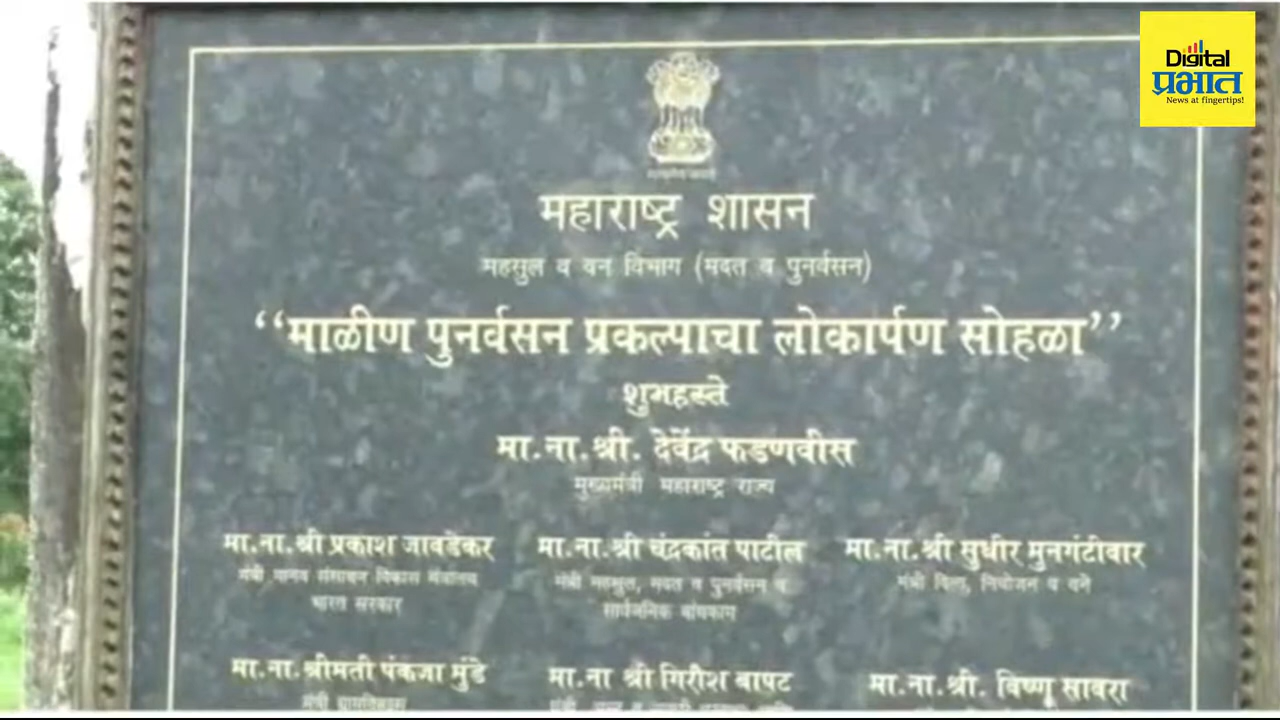 Digital
प्रभात
News at fingertips!
महाराष्ट्र शासन
महसुल व वन विभाग (मदत व पुनर्वसन)
“माळीण पुनर्वसन प्रकल्पाचा लोकार्पण सोहळा”
शुभहस्ते
मा.ना.श्री. देवेंद्र फडणवीस
मुख्यमंत्री महाराष्ट्र राज्य
मा.ना.श्री प्रकाश जावडेकर मा.ना.श्री चंद्रकांत पाटील मा.ना.श्री सुधीर मुनगंटीवार
मंत्री मानव संसाधन विकास मंत्रालय मंत्री महसुल, मदत व पुनर्वसन व मंत्री वित्त, नियोजन व वने
भारत सरकार सार्वजनिक बांधकाम
मा.ना.श्रीमती पंकजा मुंडे मा.ना श्री गिरीश बापट मा.ना.श्री. विष्णू सावरा
मंत्री ग्रामविकास मंत्री